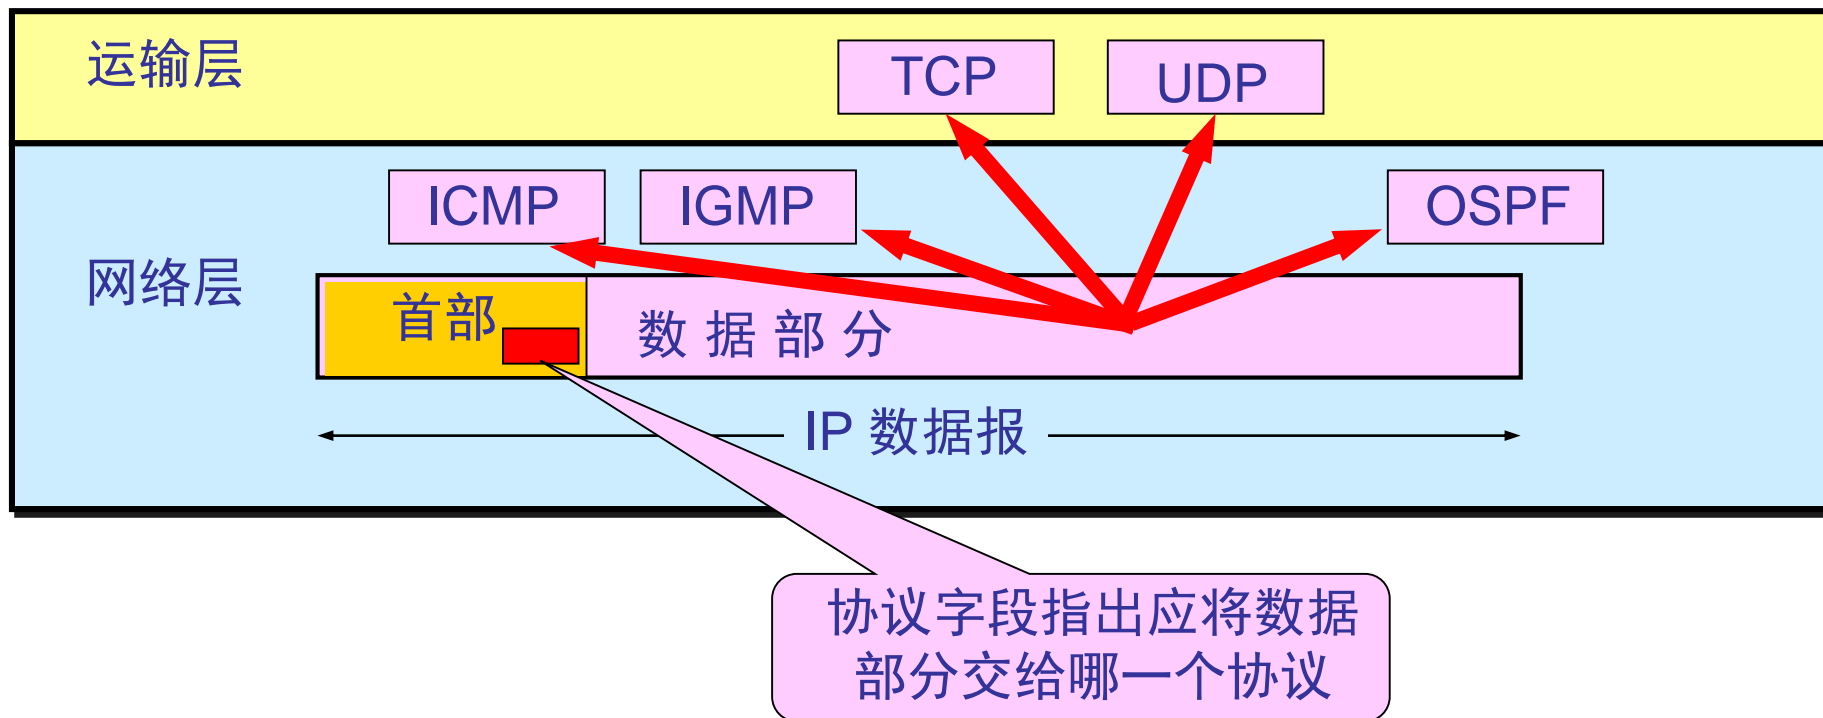 运输层
TCP
UDP
ICMP
IGMP
OSPF
网络层
首部
数据部分
IP 数据报
协议字段指出应将数据
部分交给哪一个协议